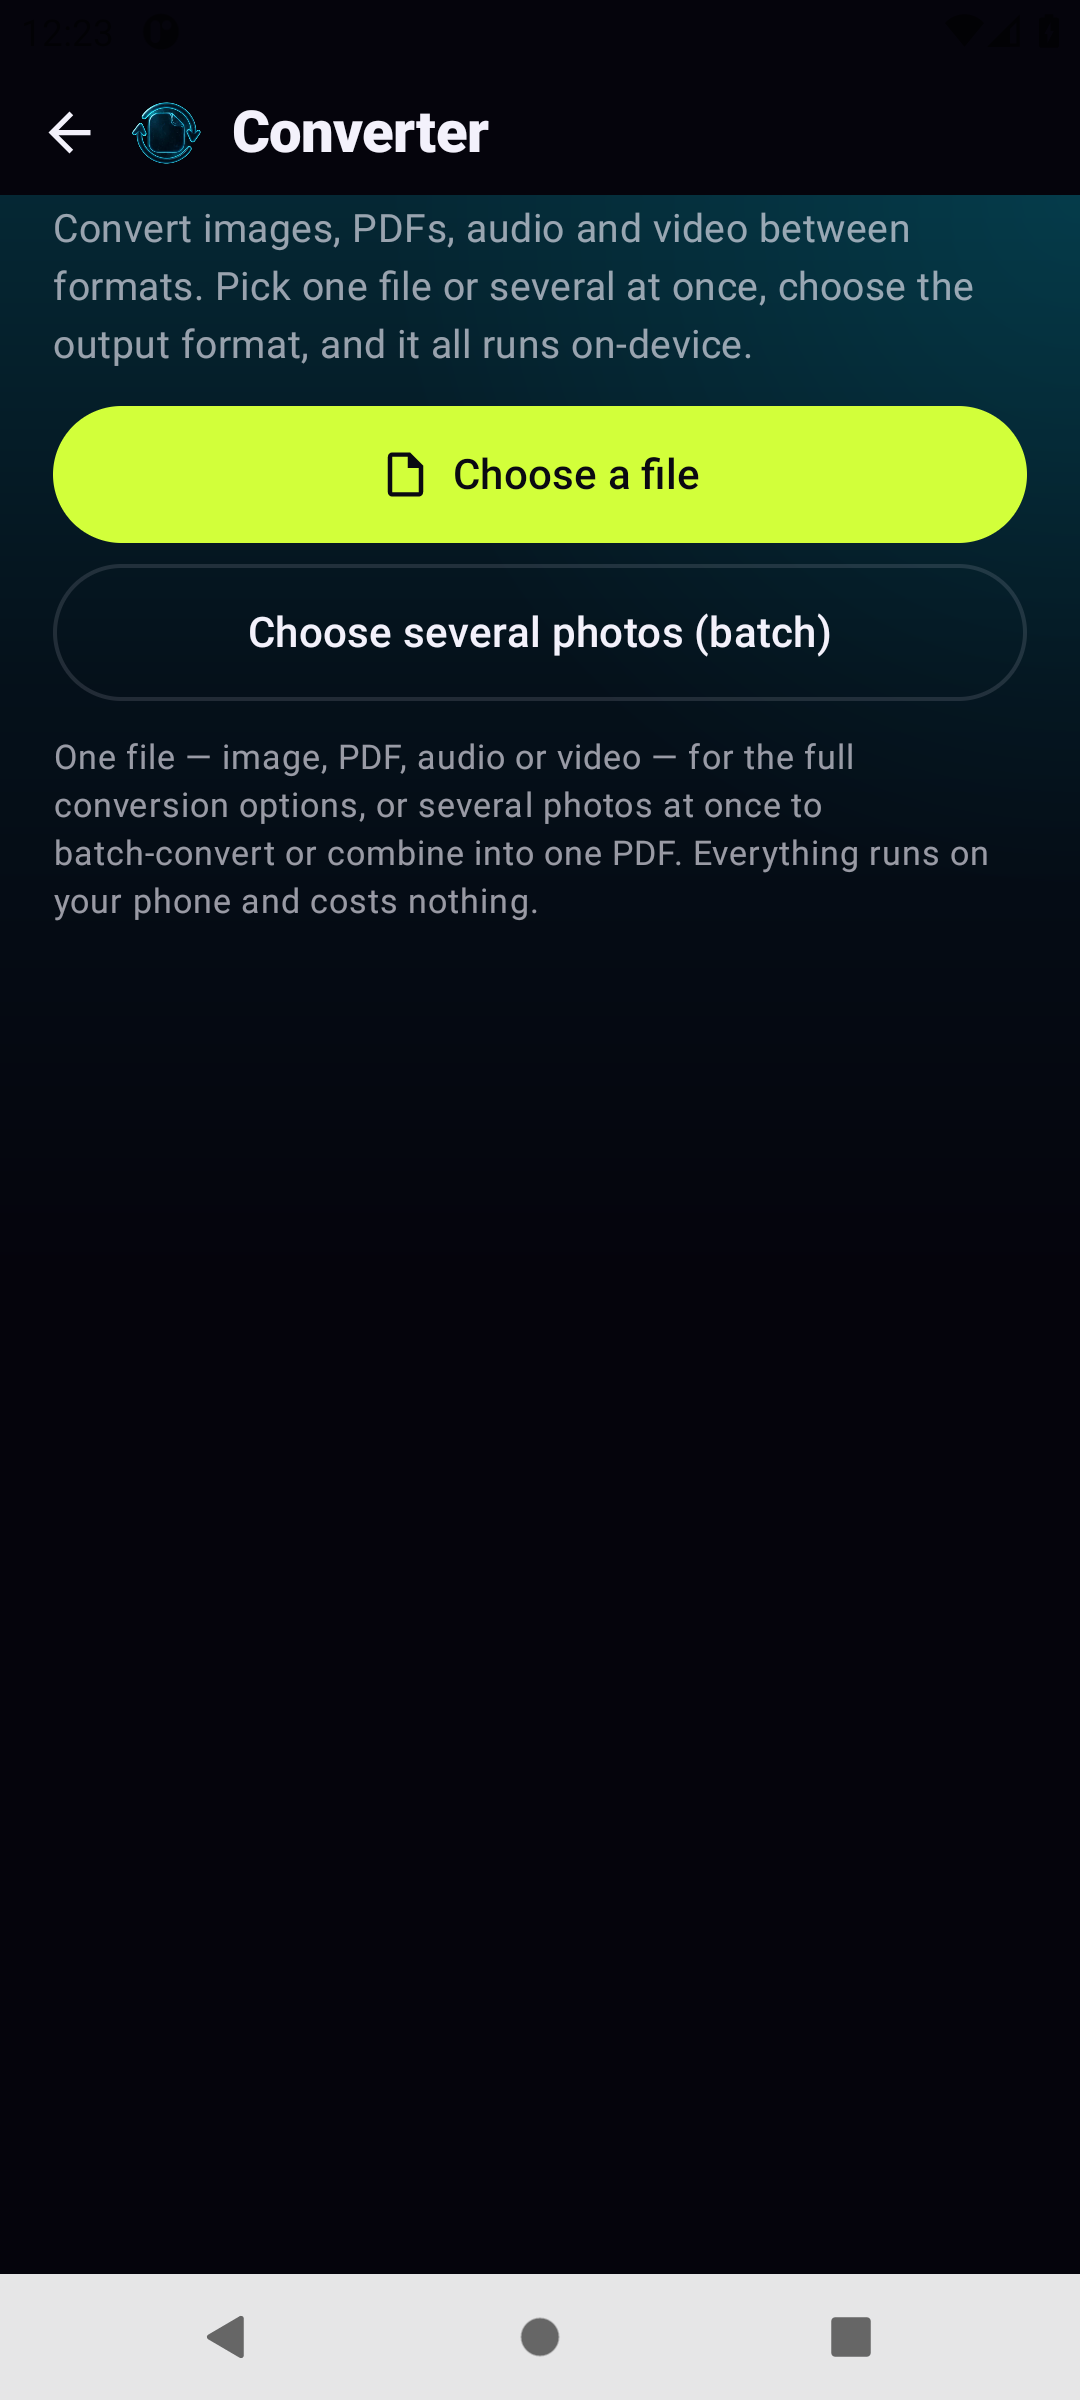 12:23
Converter
Convert images, PDFs, audio and video between
formats. Pick one file or several at once, choose the
output format, and it all runs on-device.
Choose a file
Choose several photos (batch)
One file — image, PDF, audio or video — for the full
conversion options, or several photos at once to
batch-convert or combine into one PDF. Everything runs on
your phone and costs nothing.